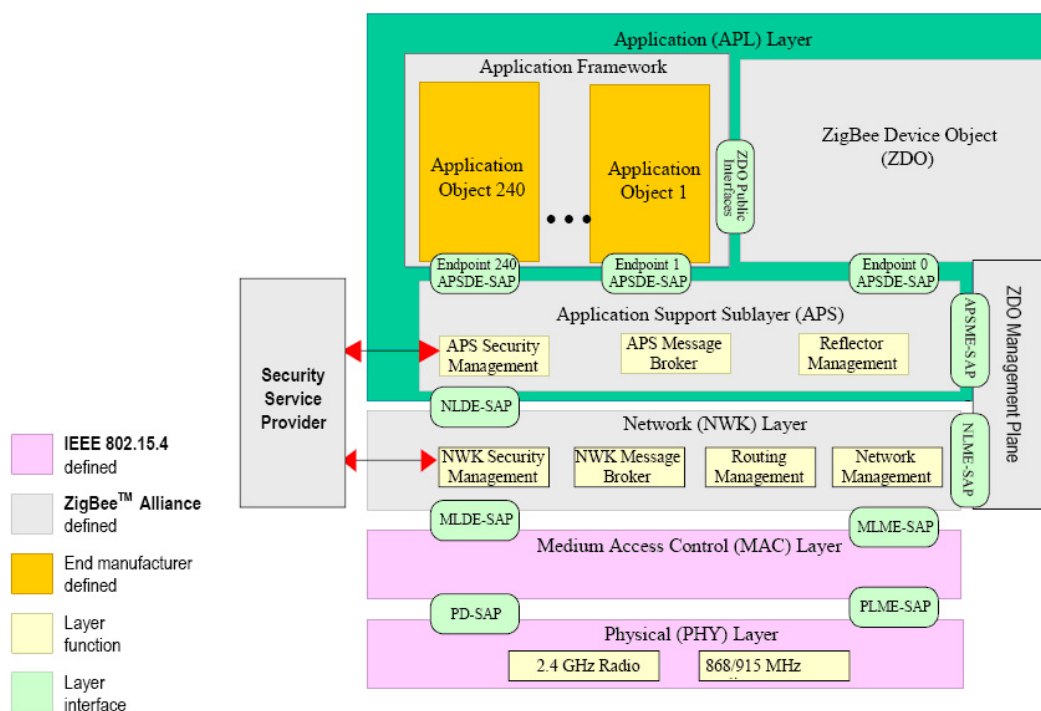 Application (APL) Layer
Application Framework
Application
Object 240
Application
Object 1
• • •
ZDO Public
Interfaces
ZigBee Device Object
(ZDO)
Endpoint 240
APSDE-SAP
Endpoint 1
APSDE-SAP
Endpoint 0
APSDE-SAP
Application Support Sublayer (APS)
APS Security
Management
APS Message
Broker
Reflector
Management
APSME-SAP
ZDO Management Plane
Security
Service
Provider
NLDE-SAP
Network (NWK) Layer
NWK Security
Management
NWK Message
Broker
Routing
Management
Network
Management
NLME-SAP
MLDE-SAP
MLME-SAP
Medium Access Control (MAC) Layer
PD-SAP
PLME-SAP
Physical (PHY) Layer
2.4 GHz Radio
868/915 MHz
IEEE 802.15.4
defined
ZigBee™ Alliance
defined
End manufacturer
defined
Layer
function
Layer
interface